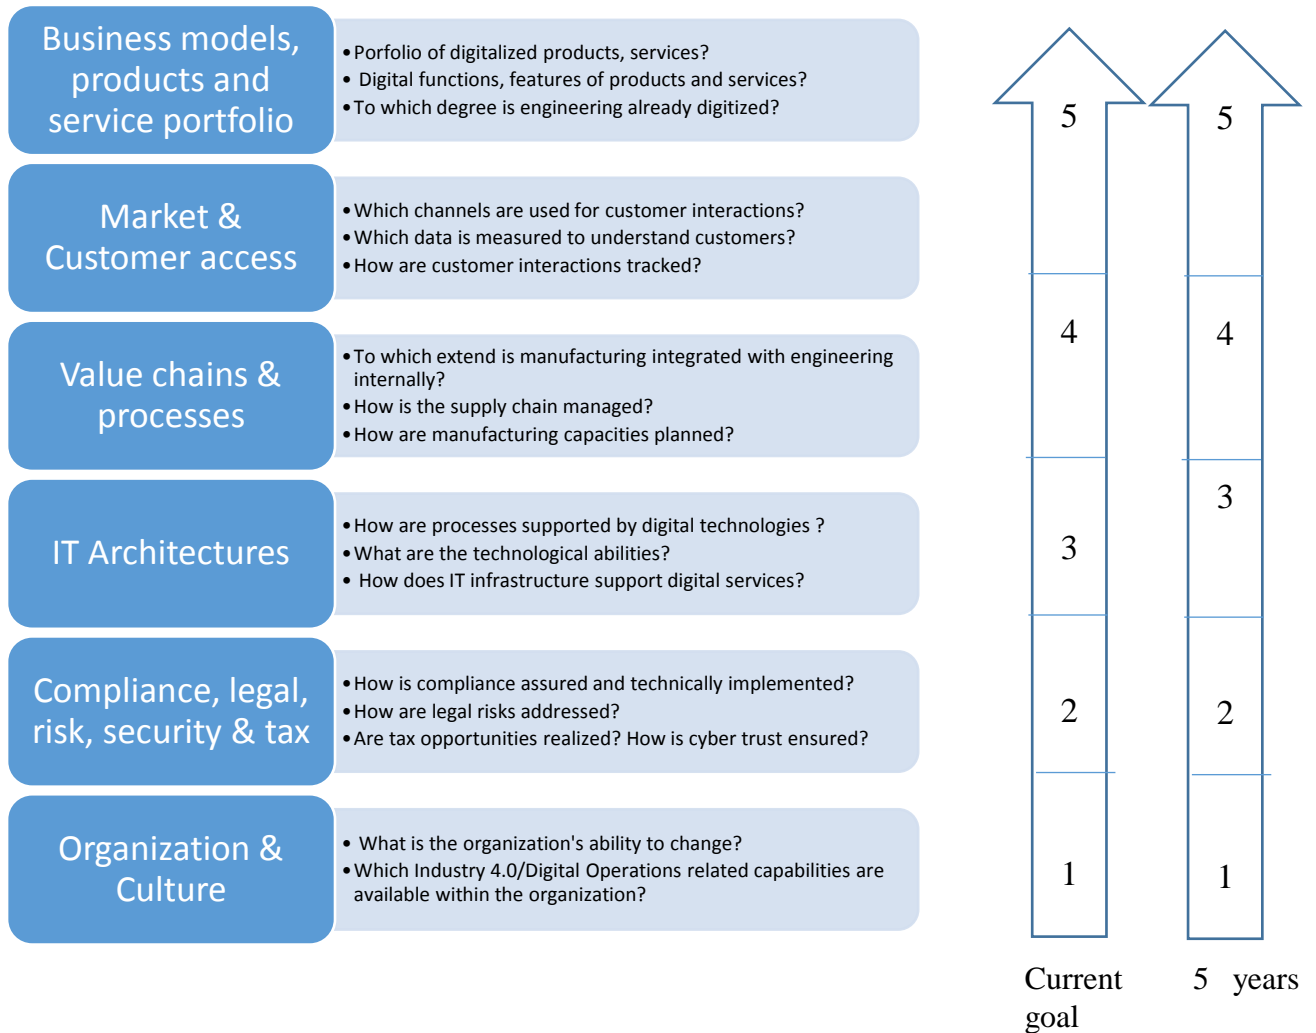 Business models,
products and
service portfolio
•Porfolio of digitalized products, services?
• Digital functions, features of products and services?
•To which degree is engineering already digitized?
Market &
Customer access
•Which channels are used for customer interactions?
•Which data is measured to understand customers?
•How are customer interactions tracked?
Value chains &
processes
•To which extend is manufacturing integrated with engineering
internally?
•How is the supply chain managed?
•How are manufacturing capacities planned?
IT Architectures
•How are processes supported by digital technologies ?
•What are the technological abilities?
• How does IT infrastructure support digital services?
Compliance, legal,
risk, security & tax
•How is compliance assured and technically implemented?
•How are legal risks addressed?
•Are tax opportunities realized? How is cyber trust ensured?
Organization &
Culture
• What is the organization's ability to change?
•Which Industry 4.0/Digital Operations related capabilities are
available within the organization?
5
4
3
2
1
Current
goal
5
4
3
2
1
5 years